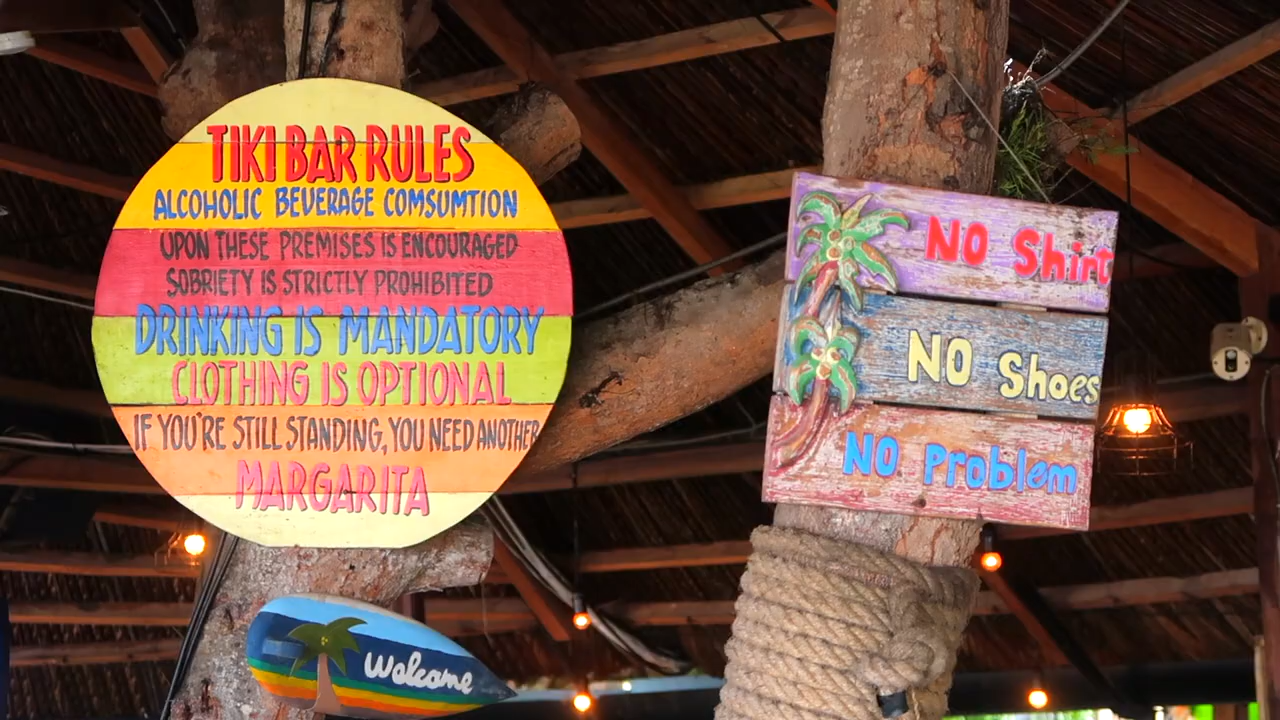 TIKI BAR RULES
ALCOHOLIC BEVERAGE COMSUMTION
UPON THESE PREMISES IS ENCOURAGED
SOBRIETY IS STRICTLY PROHIBITED
DRINKING IS MANDATORY
CLOTHING IS OPTIONAL
IF YOU'RE STILL STANDING, YOU NEED ANOTHER
MARGARITA
Welcome
NO Shirt
NO Shoes
NO Problem